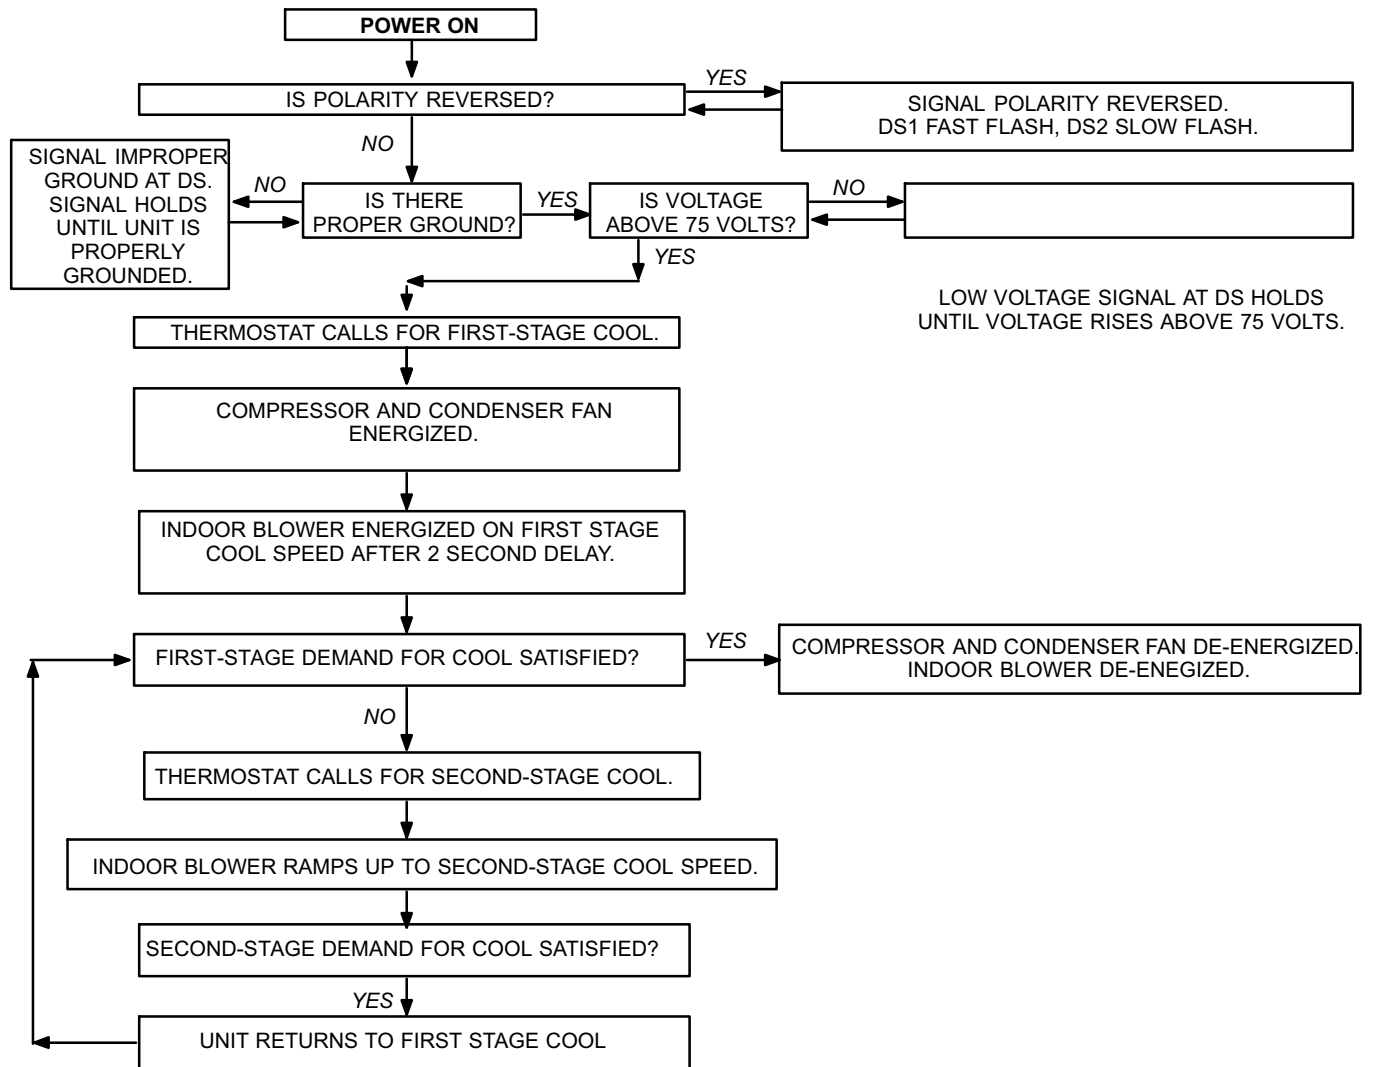 POWER ON
IS POLARITY REVERSED?
YES
SIGNAL POLARITY REVERSED.
DS1 FAST FLASH, DS2 SLOW FLASH.
NO
SIGNAL IMPROPER
GROUND AT DS.
SIGNAL HOLDS
UNTIL UNIT IS
PROPERLY
GROUNDED.
NO
IS THERE
PROPER GROUND?
YES
IS VOLTAGE
ABOVE 75 VOLTS?
NO
YES
LOW VOLTAGE SIGNAL AT DS HOLDS
UNTIL VOLTAGE RISES ABOVE 75 VOLTS.
THERMOSTAT CALLS FOR FIRST-STAGE COOL.
COMPRESSOR AND CONDENSER FAN
ENERGIZED.
INDOOR BLOWER ENERGIZED ON FIRST STAGE
COOL SPEED AFTER 2 SECOND DELAY.
FIRST-STAGE DEMAND FOR COOL SATISFIED?
YES
COMPRESSOR AND CONDENSER FAN DE-ENERGIZED.
INDOOR BLOWER DE-ENEGIZED.
NO
THERMOSTAT CALLS FOR SECOND-STAGE COOL.
INDOOR BLOWER RAMPS UP TO SECOND-STAGE COOL SPEED.
SECOND-STAGE DEMAND FOR COOL SATISFIED?
YES
UNIT RETURNS TO FIRST STAGE COOL